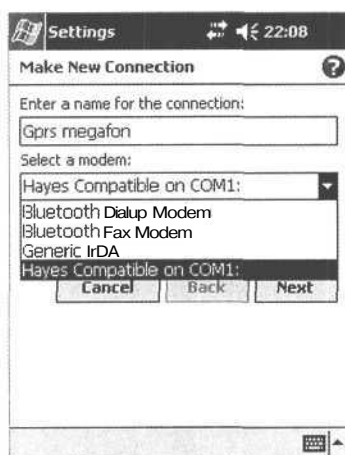 Settings 22:08
Make New Connection ?
Enter a name for the connection:
Gprs megafon
Select a modem:
Hayes Compatible on COM1:
Bluetooth Dialup Modem
Bluetooth Fax Modem
Generic IrDA
Hayes Compatible on COM1:
Cancel Back Next